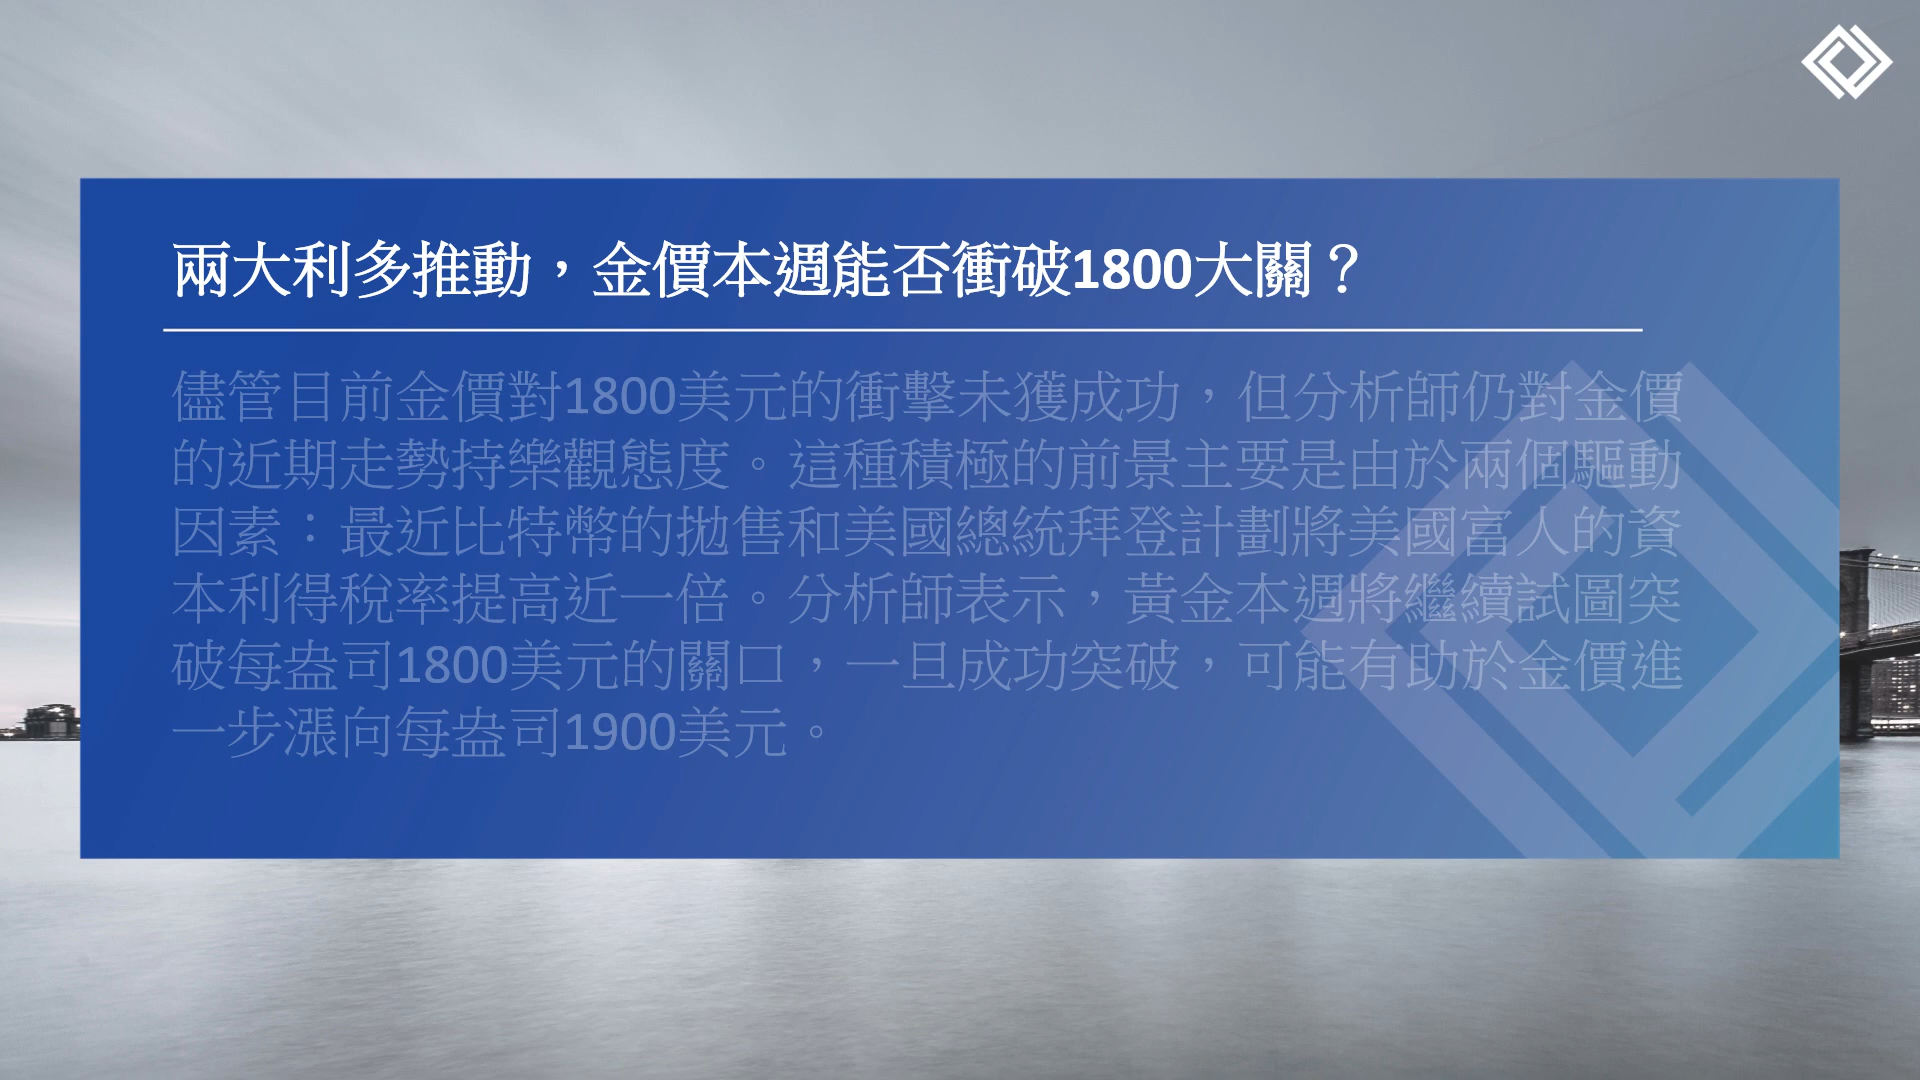 兩大利多推動，金價本週能否衝破1800大關？
儘管目前金價對1800美元的衝擊未獲成功，但分析師仍對金價
的近期走勢持樂觀態度。這種積極的前景主要是由於兩個驅動
因素：最近比特幣的拋售和美國總統拜登計劃將美國富人的資
本利得稅率提高近一倍。分析師表示，黃金本週將繼續試圖突
破每盎司1800美元的關口，一旦成功突破，可能有助於金價進
一步漲向每盎司1900美元。